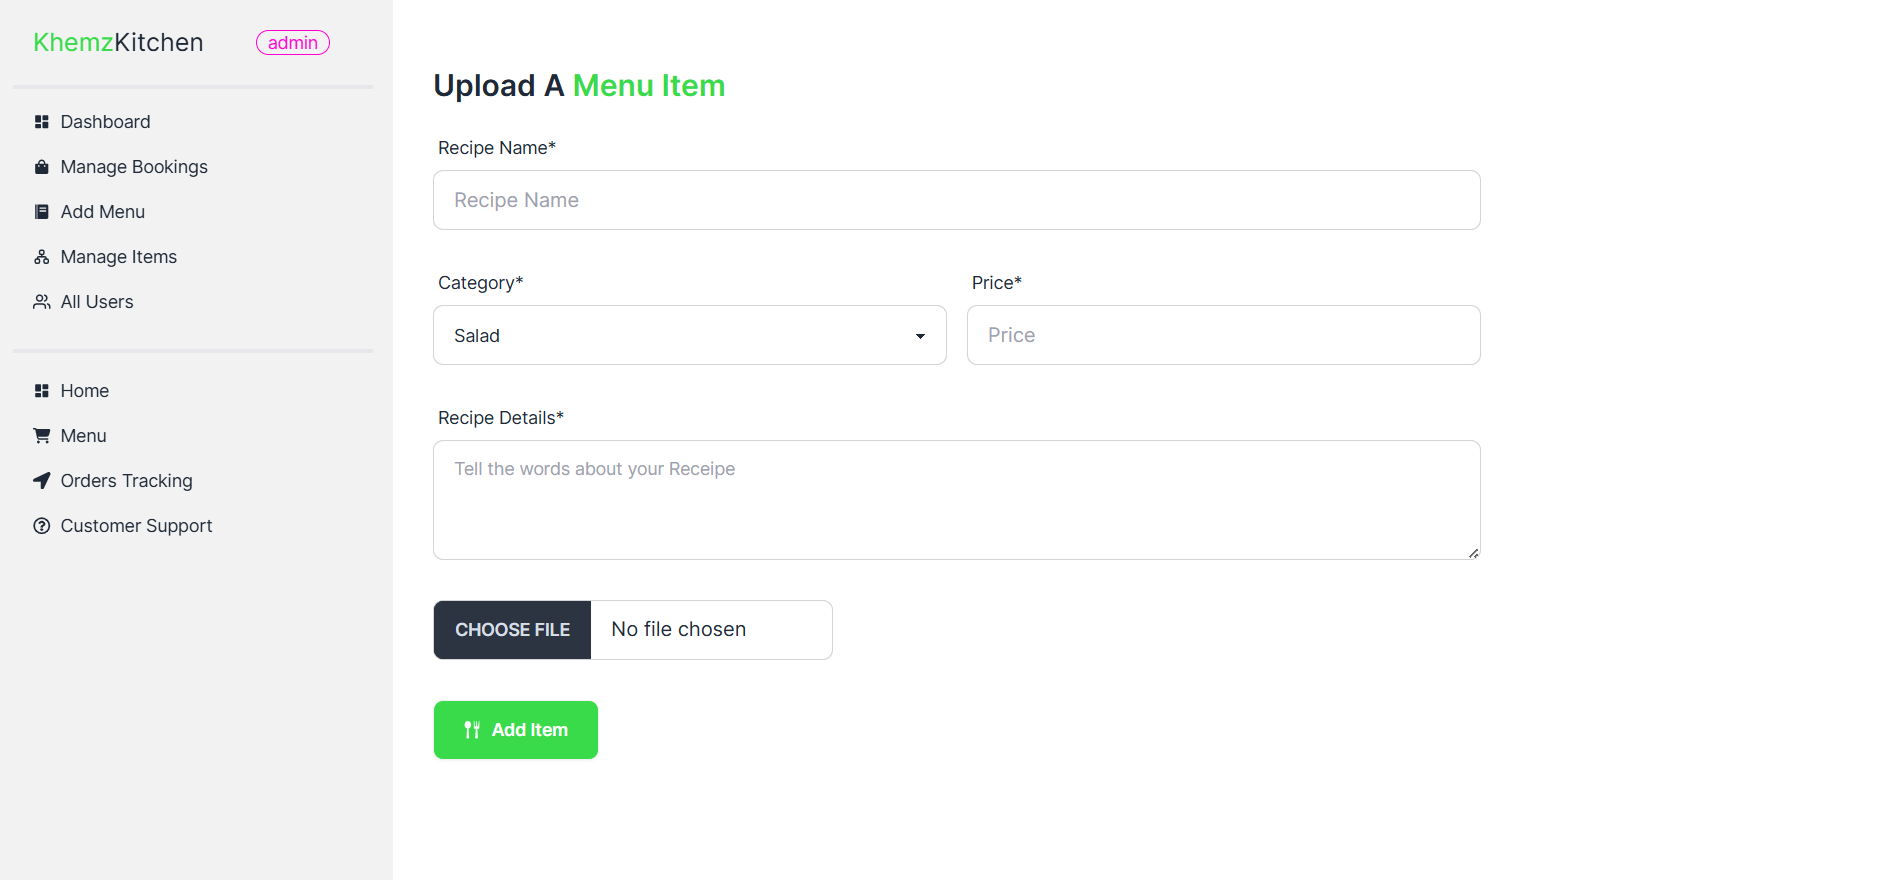 KhemzKitchen
admin
Dashboard
Manage Bookings
Add Menu
Manage Items
All Users
Home
Menu
Orders Tracking
Customer Support
Upload A Menu Item
Recipe Name*
Recipe Name
Category*
Price*
Salad
Price
Recipe Details*
Tell the words about your Receipe
CHOOSE FILE No file chosen
Add Item